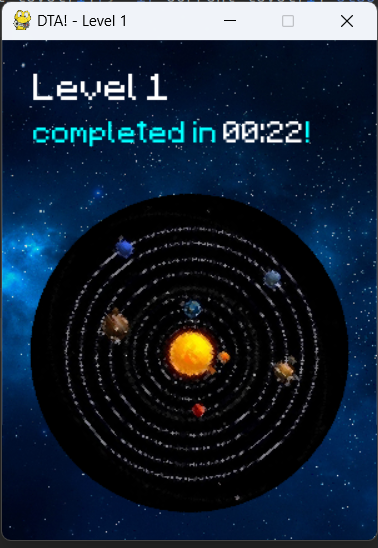 DTA! - Level 1
Level 1
completed in 00:22!